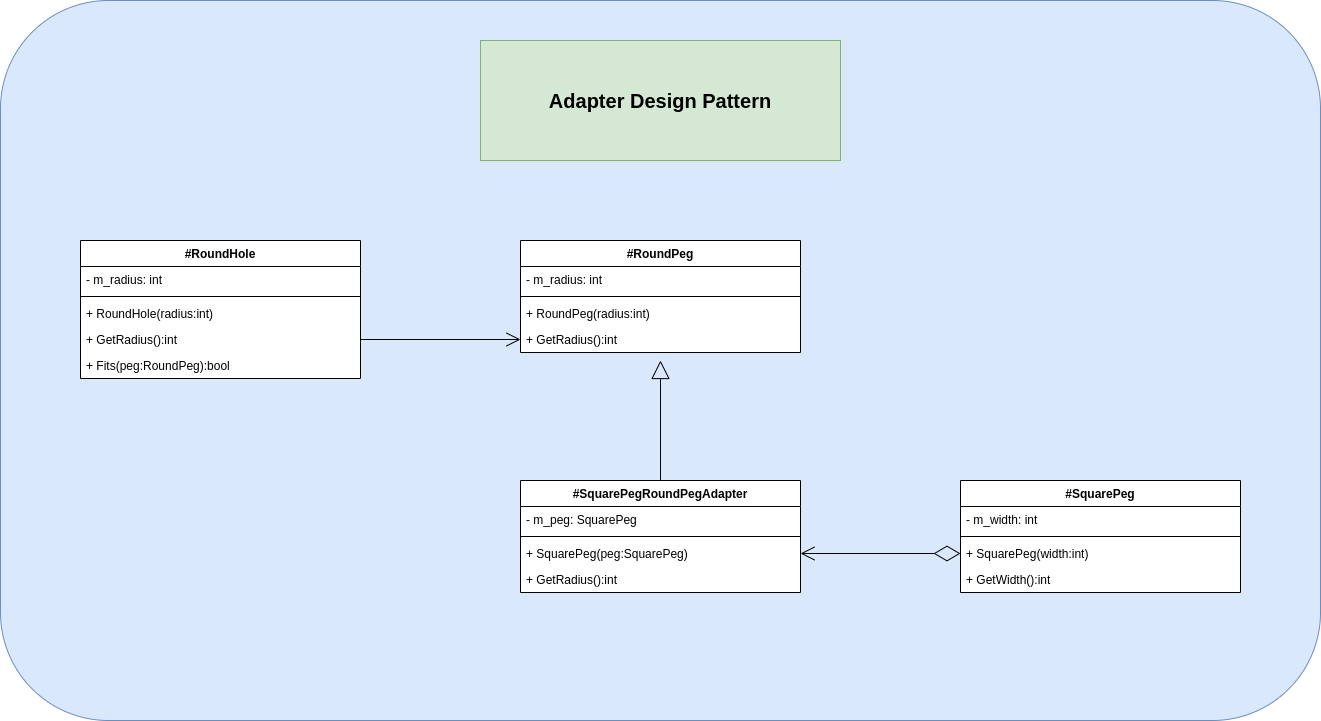 Adapter Design Pattern
#RoundHole
- m_radius: int
+ RoundHole(radius:int)
+ GetRadius():int
+ Fits(peg:RoundPeg):bool
#RoundPeg
- m_radius: int
+ RoundPeg(radius:int)
+ GetRadius():int
#SquarePegRoundPegAdapter
- m_peg: SquarePeg
+ SquarePeg(peg:SquarePeg)
+ GetRadius():int
#SquarePeg
- m_width: int
+ SquarePeg(width:int)
+ GetWidth():int